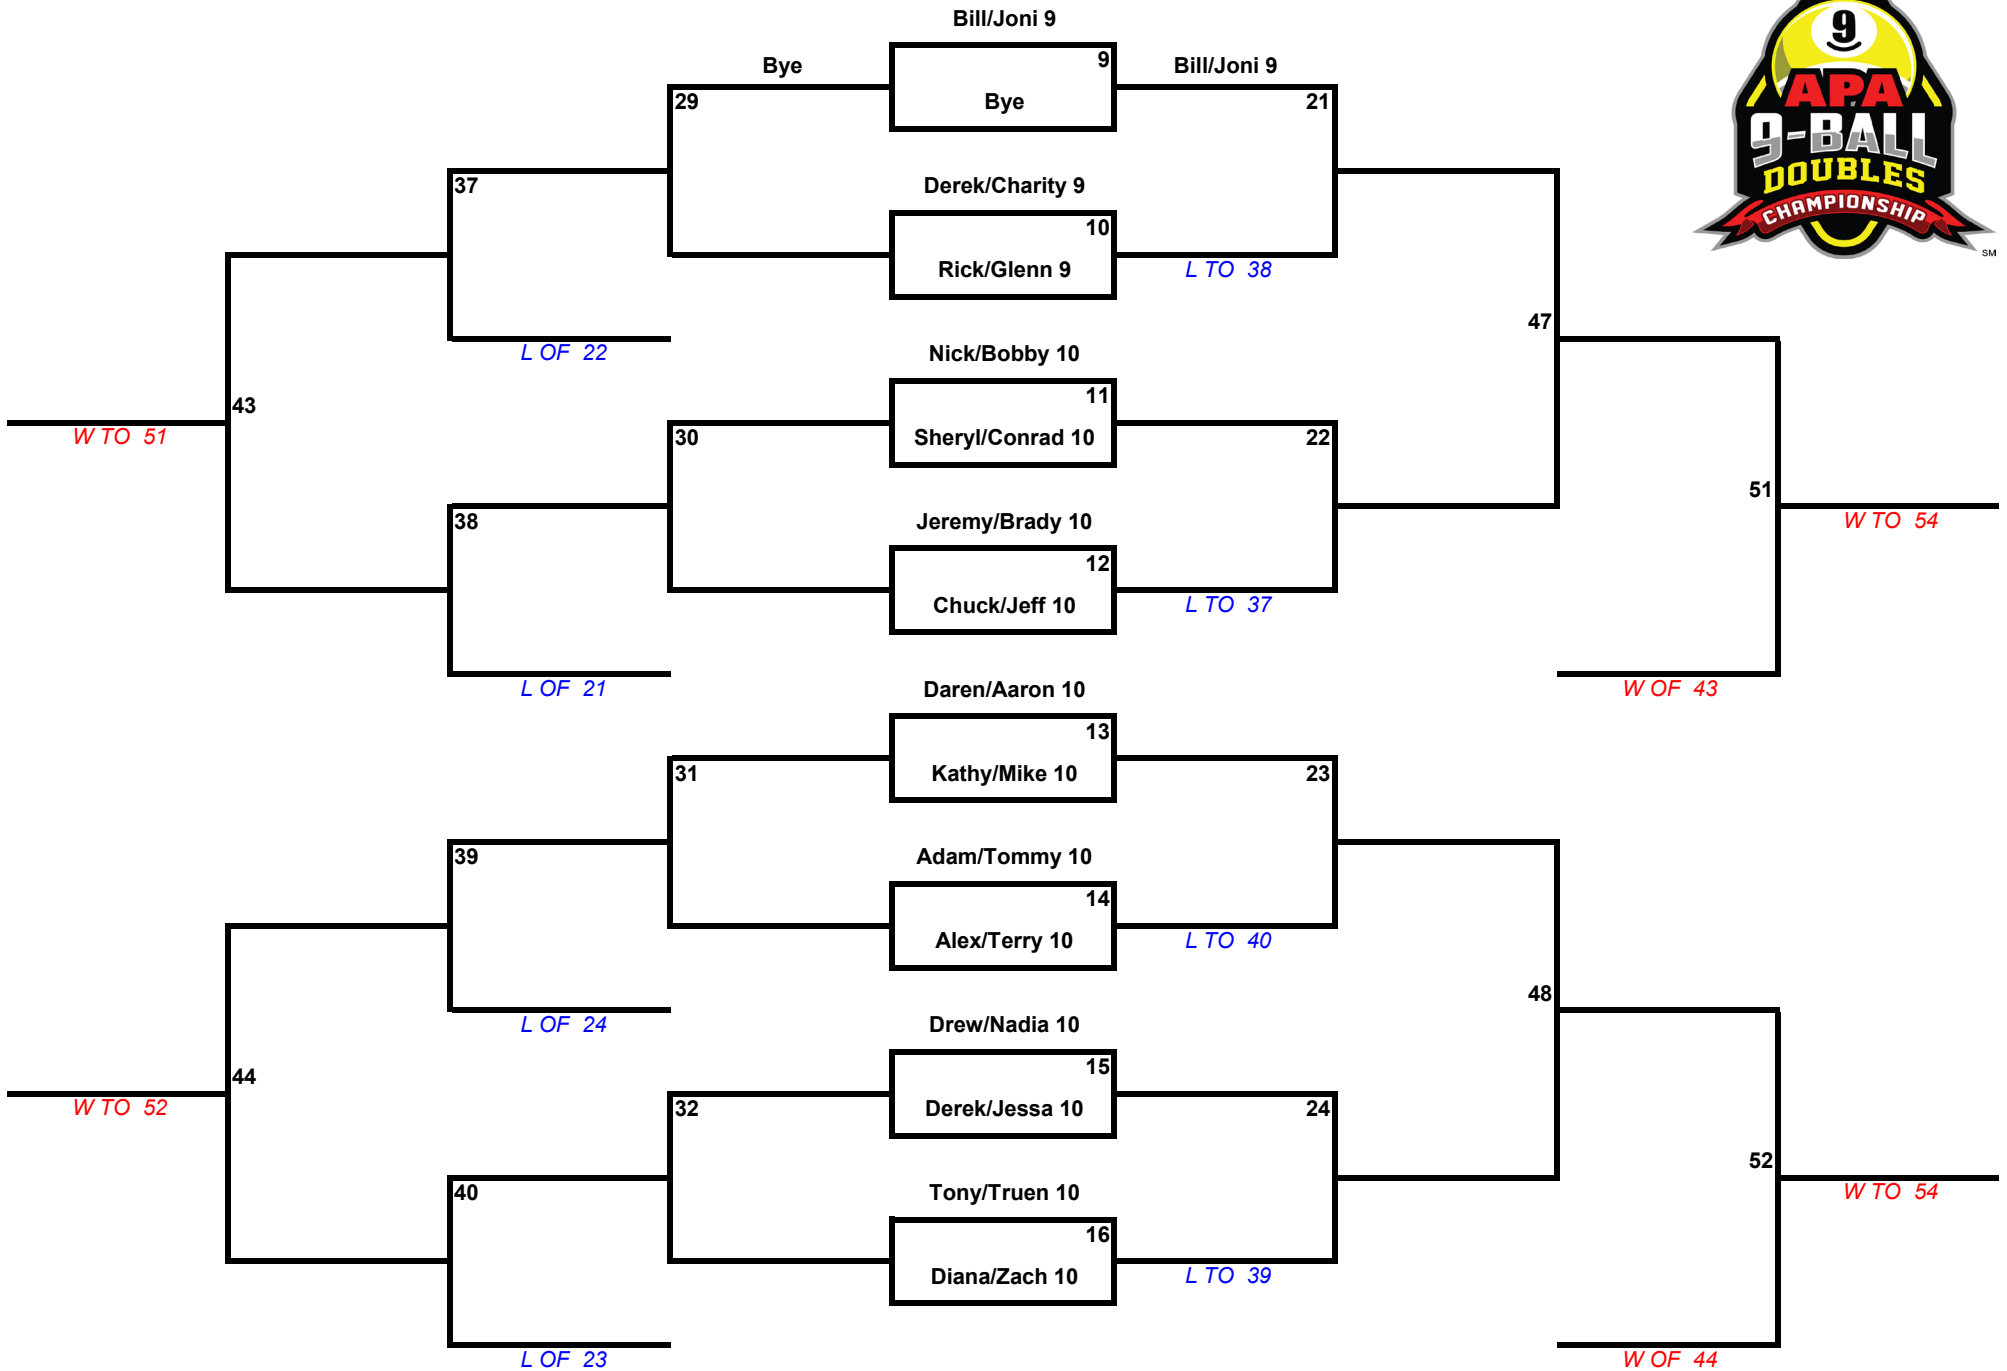 Bill/Joni 9
9
APA
9-BALL
DOUBLES
CHAMPIONSHIP
SM
Bye
9
Bill/Joni 9
29
Bye
21
Derek/Charity 9
37
10
Rick/Glenn 9
L TO 38
47
L OF 22
Nick/Bobby 10
43
11
W TO 51
30
Sheryl/Conrad 10
22
51
38
Jeremy/Brady 10
W TO 54
12
Chuck/Jeff 10
L TO 37
L OF 21
Daren/Aaron 10
W OF 43
13
31
Kathy/Mike 10
23
39
Adam/Tommy 10
14
Alex/Terry 10
L TO 40
48
L OF 24
Drew/Nadia 10
44
15
W TO 52
32
Derek/Jessa 10
24
52
40
Tony/Truen 10
W TO 54
16
Diana/Zach 10
L TO 39
L OF 23
W OF 44